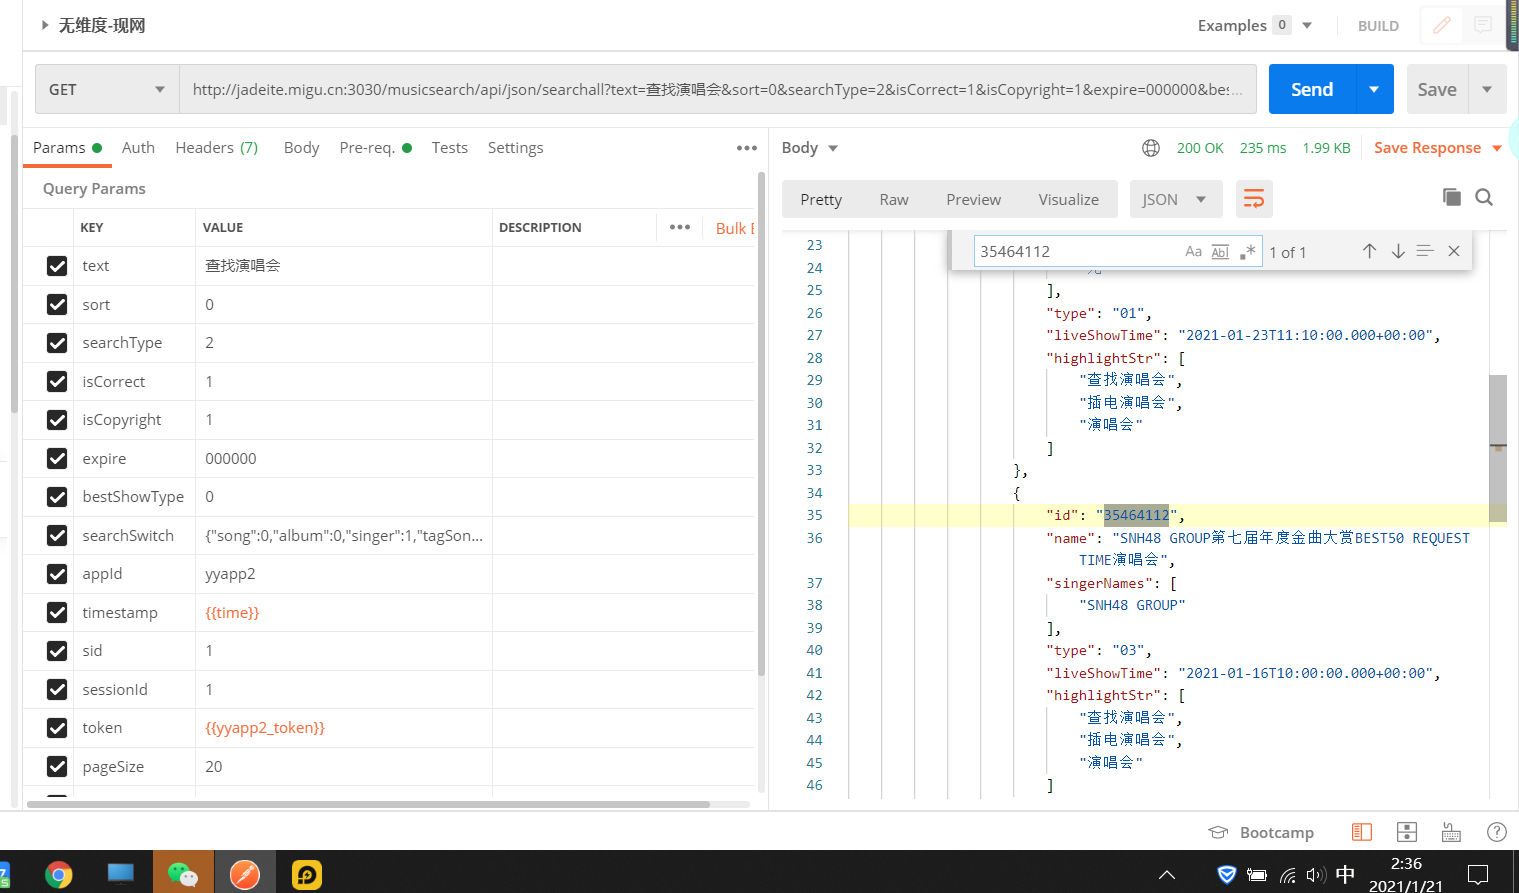 无维度-现网
Examples 0
BUILD
GET
http://jadeite.migu.cn:3030/musicsearch/api/json/searchall?text=查找演唱会&sort=0&searchType=2&isCorrect=1&isCopyright=1&expire=000000&bes...
Send
Save
Params
Auth
Headers (7)
Body
Pre-req.
Tests
Settings
Query Params
KEY VALUE DESCRIPTION Bulk E
text 查找演唱会
sort 0
searchType 2
isCorrect 1
isCopyright 1
expire 000000
bestShowType 0
searchSwitch {"song":0,"album":0,"singer":1,"tagSon...
appId yyapp2
timestamp {{time}}
sid 1
sessionId 1
token {{yyapp2_token}}
pageSize 20
Body
200 OK 235 ms 1.99 KB Save Response
Pretty Raw Preview Visualize JSON
35464112 Aa Abl .* 1 of 1
23
24
25 ],
26 "type": "01",
27 "liveShowTime": "2021-01-23T11:10:00.000+00:00",
28 "highlightStr": [
29 "查找演唱会",
30 "插电演唱会",
31 "演唱会"
32 ]
33 },
34 {
35 "id": "35464112",
36 "name": "SNH48 GROUP第七届年度金曲大赏BEST50 REQUEST
TIME演唱会",
37 "singerNames": [
38 "SNH48 GROUP"
39 ],
40 "type": "03",
41 "liveShowTime": "2021-01-16T10:00:00.000+00:00",
42 "highlightStr": [
43 "查找演唱会",
44 "插电演唱会",
45 "演唱会"
46 ]
Bootcamp
中
2:36
2021/1/21